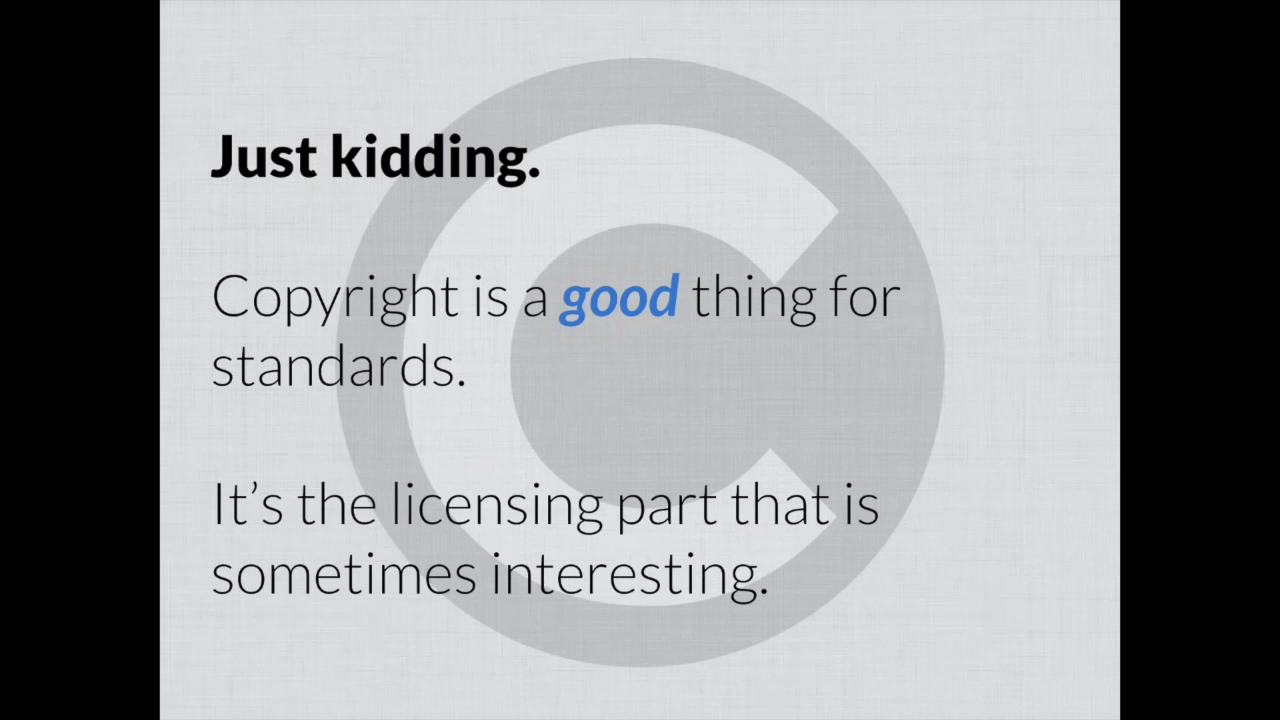 Just kidding.
Copyright is a good thing for
standards.
It’s the licensing part that is
sometimes interesting.